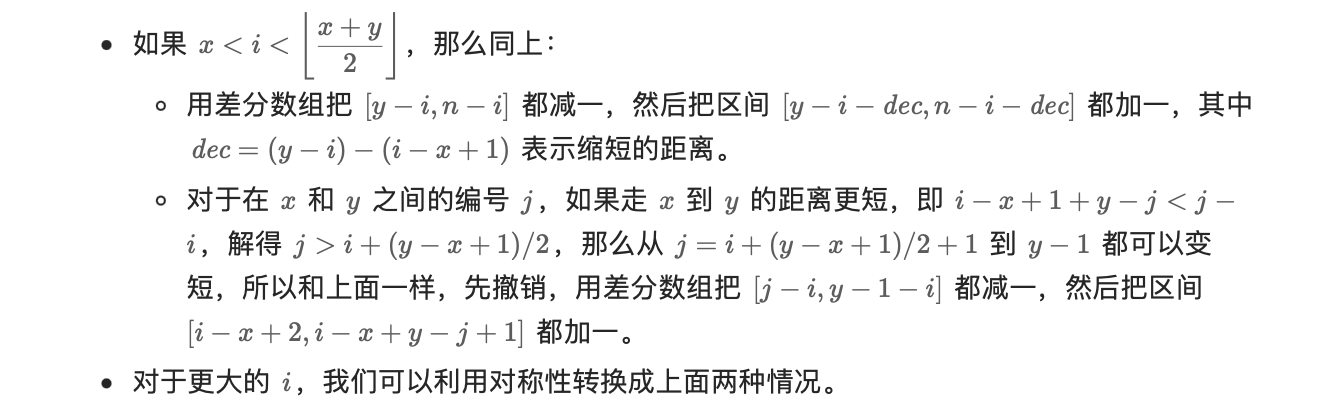 • 如果 x < i < ⌊(x + y)/2⌋，那么同上：
◦ 用差分数组把 [y − i, n − i] 都减一，然后把区间 [y − i − dec, n − i − dec] 都加一，其中
dec = (y − i) − (i − x + 1) 表示缩短的距离。
◦ 对于在 x 和 y 之间的编号 j，如果走 x 到 y 的距离更短，即 i − x + 1 + y − j < j −
i，解得 j > i + (y − x + 1)/2，那么从 j = i + (y − x + 1)/2 + 1 到 y − 1 都可以变
短，所以和上面一样，先撤销，用差分数组把 [j − i, y − 1 − i] 都减一，然后把区间
[i − x + 2, i − x + y − j + 1] 都加一。
• 对于更大的 i，我们可以利用对称性转换成上面两种情况。